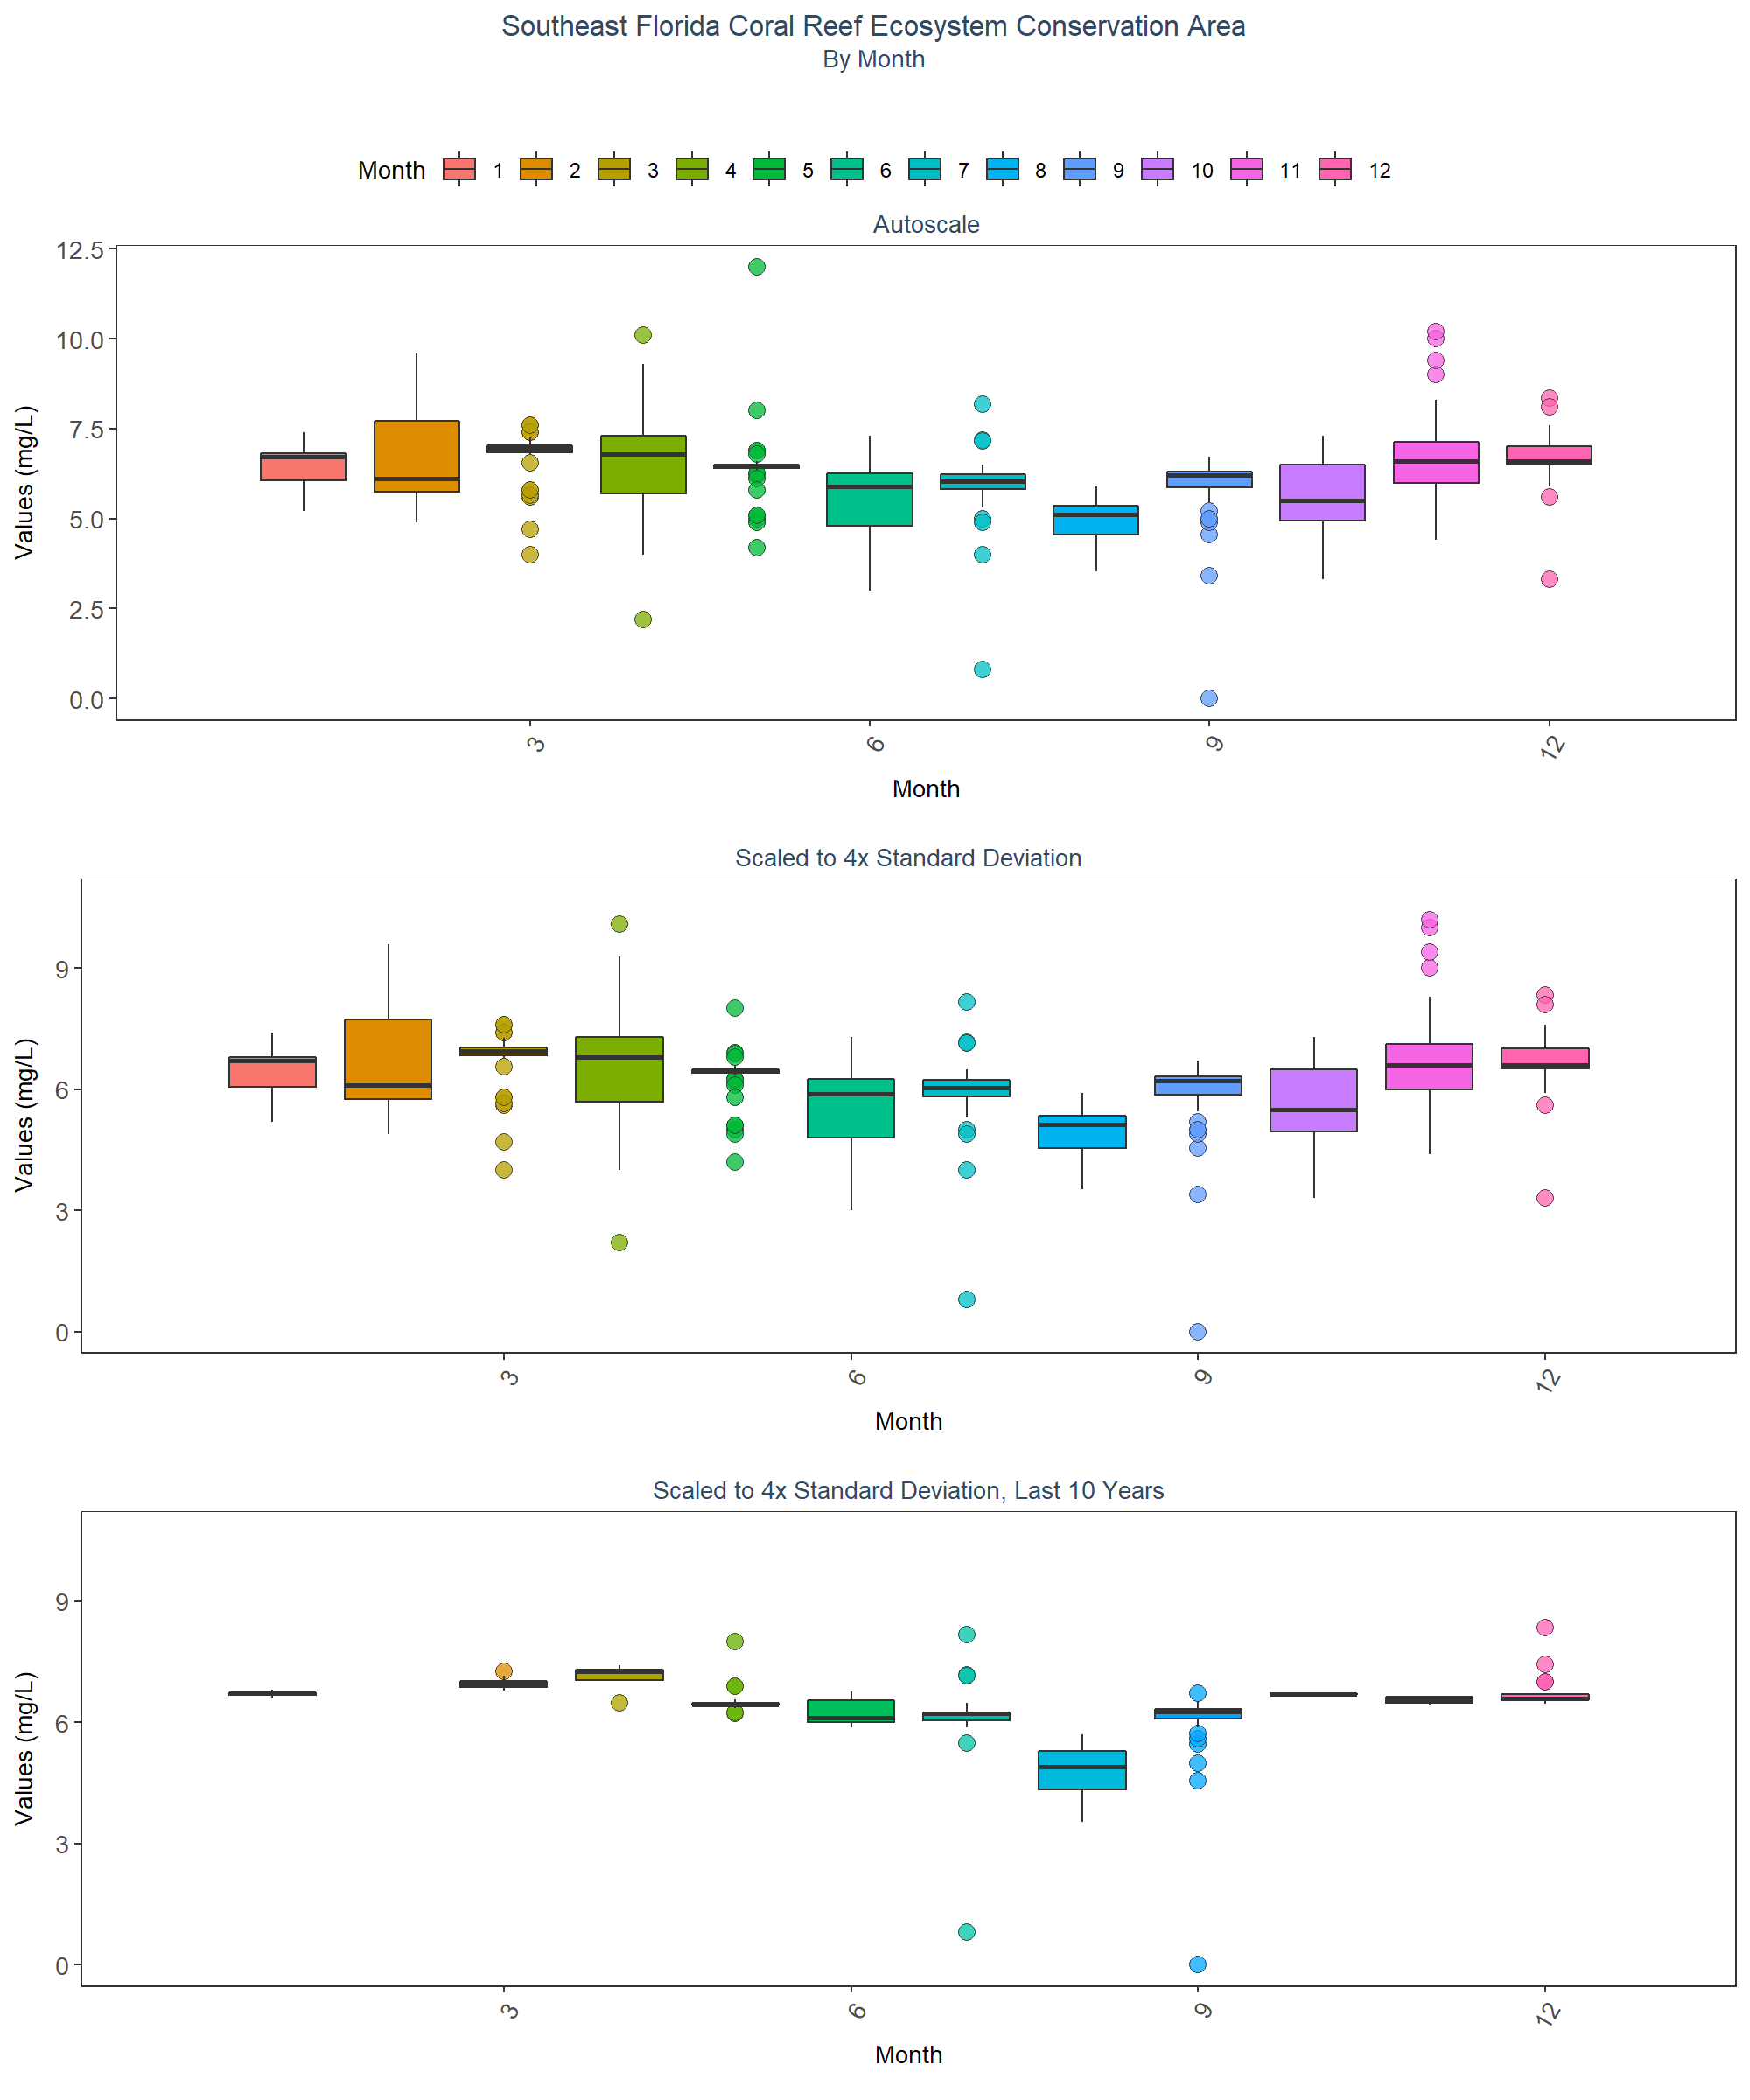 Southeast Florida Coral Reef Ecosystem Conservation Area
By Month
Month 1 2 3 4 5 6 7 8 9 10 11 12
Autoscale
12.5
10.0
7.5
5.0
2.5
0.0
Values (mg/L)
3 6 9 12
Month
Scaled to 4x Standard Deviation
9
6
3
0
Values (mg/L)
3 6 9 12
Month
Scaled to 4x Standard Deviation, Last 10 Years
9
6
3
0
Values (mg/L)
3 6 9 12
Month